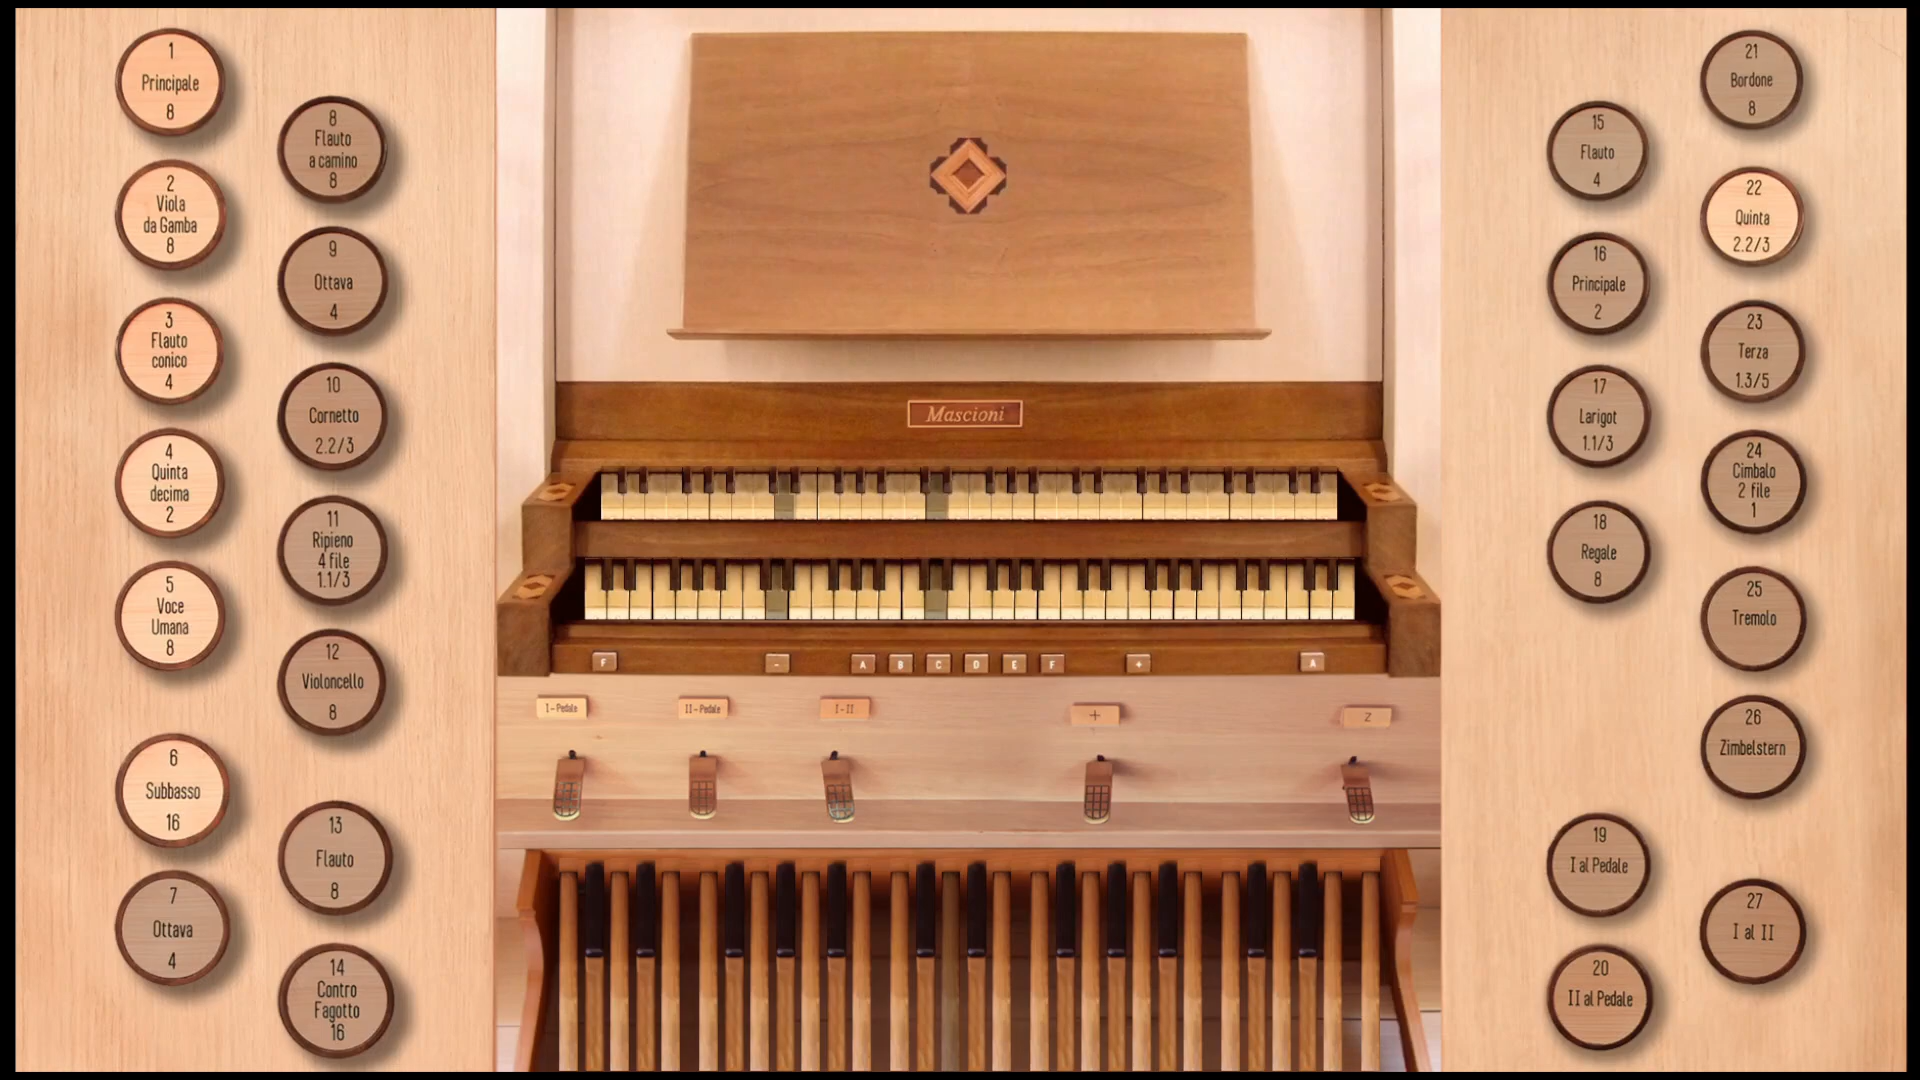 1
Principale
8
2
Viola
da Gamba
8
3
Flauto
conico
4
4
Quinta
decima
2
5
Voce
Umana
8
6
Subbasso
16
7
Ottava
4
8
Flauto
a camino
8
9
Ottava
4
10
Cornetto
2.2/3
11
Ripieno
4 file
1.1/3
12
Violoncello
8
13
Flauto
8
14
Contro
Fagotto
16
Mascioni
F - A B C D E F + A
I-Pedale II-Pedale I-II + Z
15
Flauto
4
16
Principale
2
17
Larigot
1.1/3
18
Regale
8
19
I al Pedale
20
II al Pedale
21
Bordone
8
22
Quinta
2.2/3
23
Terza
1.3/5
24
Cimbalo
2 file
1
25
Tremolo
26
Zimbelstern
27
I al II